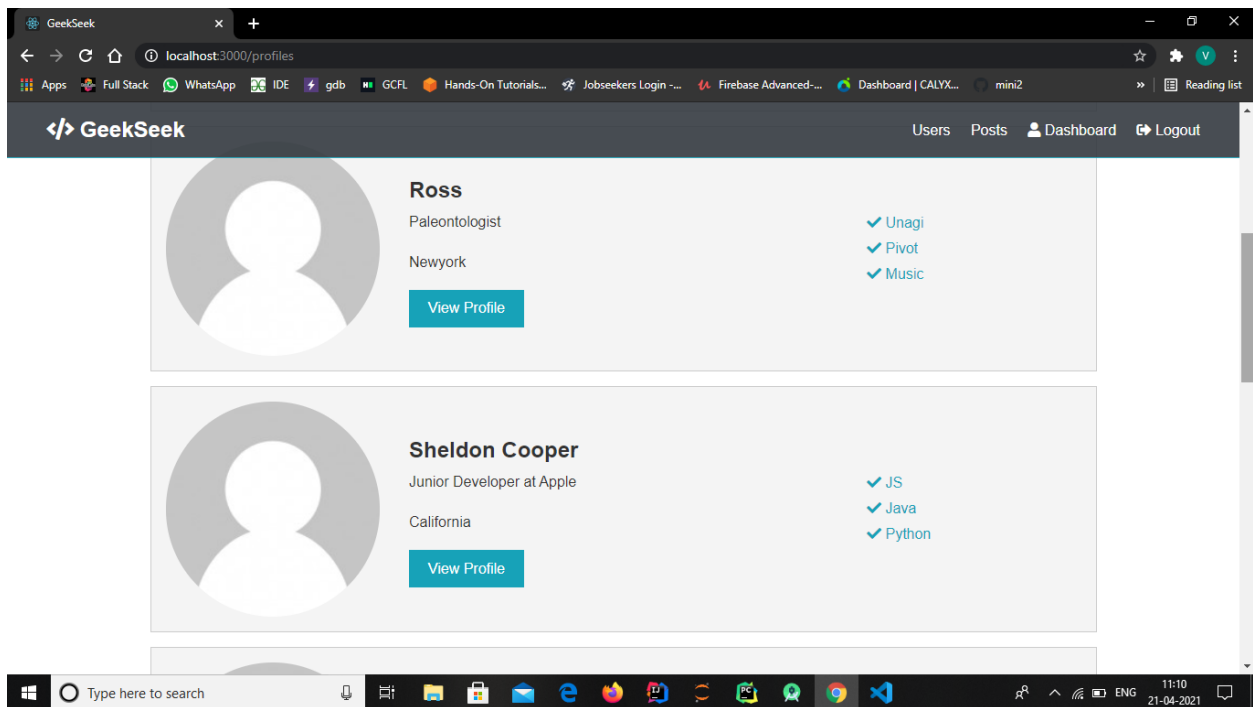 GeekSeek
localhost:3000/profiles
Apps Full Stack WhatsApp IDE gdb GCFL Hands-On Tutorials... Jobseekers Login -... Firebase Advanced-... Dashboard | CALYX... mini2 » Reading list
</> GeekSeek Users Posts Dashboard Logout
Ross
Paleontologist
Unagi
Pivot
Newyork
Music
View Profile
Sheldon Cooper
Junior Developer at Apple
JS
Java
California
Python
View Profile
Type here to search
ENG
11:10
21-04-2021